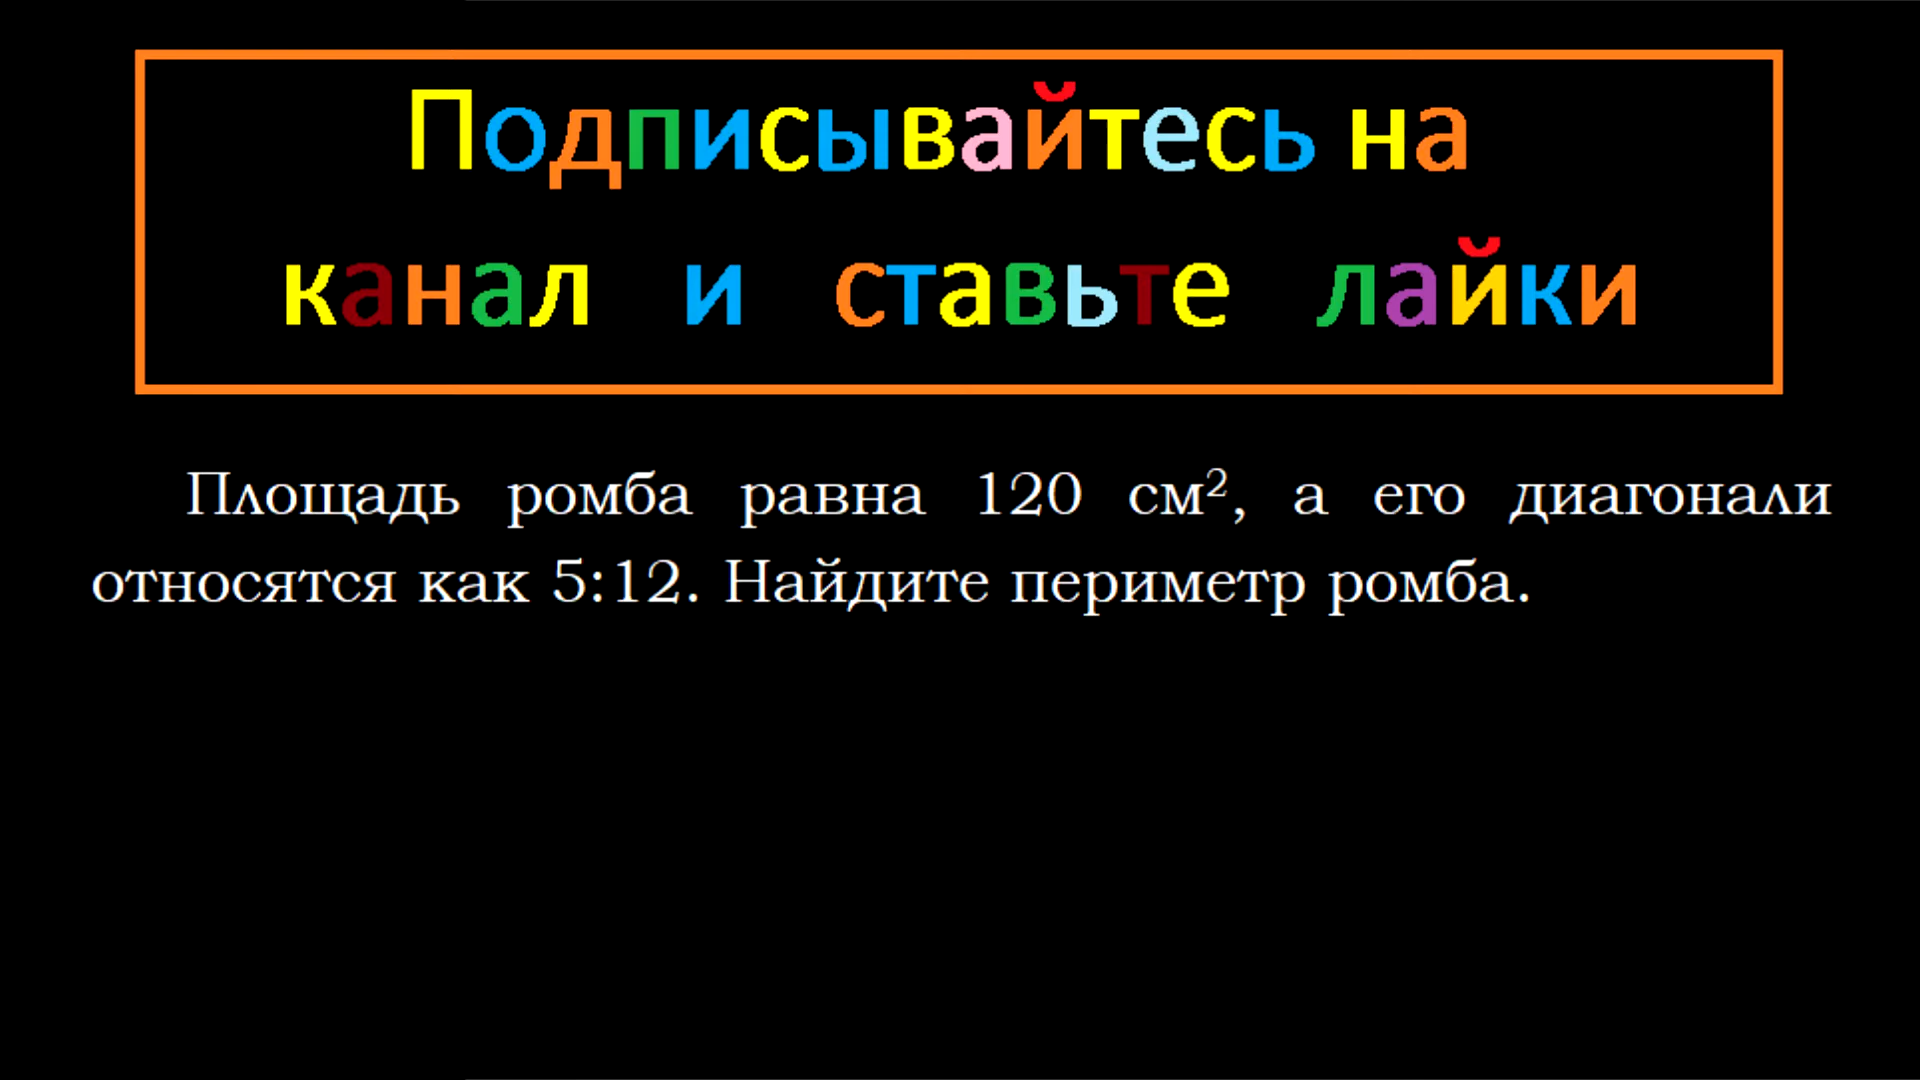 Подписывайтесь на
канал и ставьте лайки
Площадь ромба равна 120 см², а его диагонали
относятся как 5:12. Найдите периметр ромба.